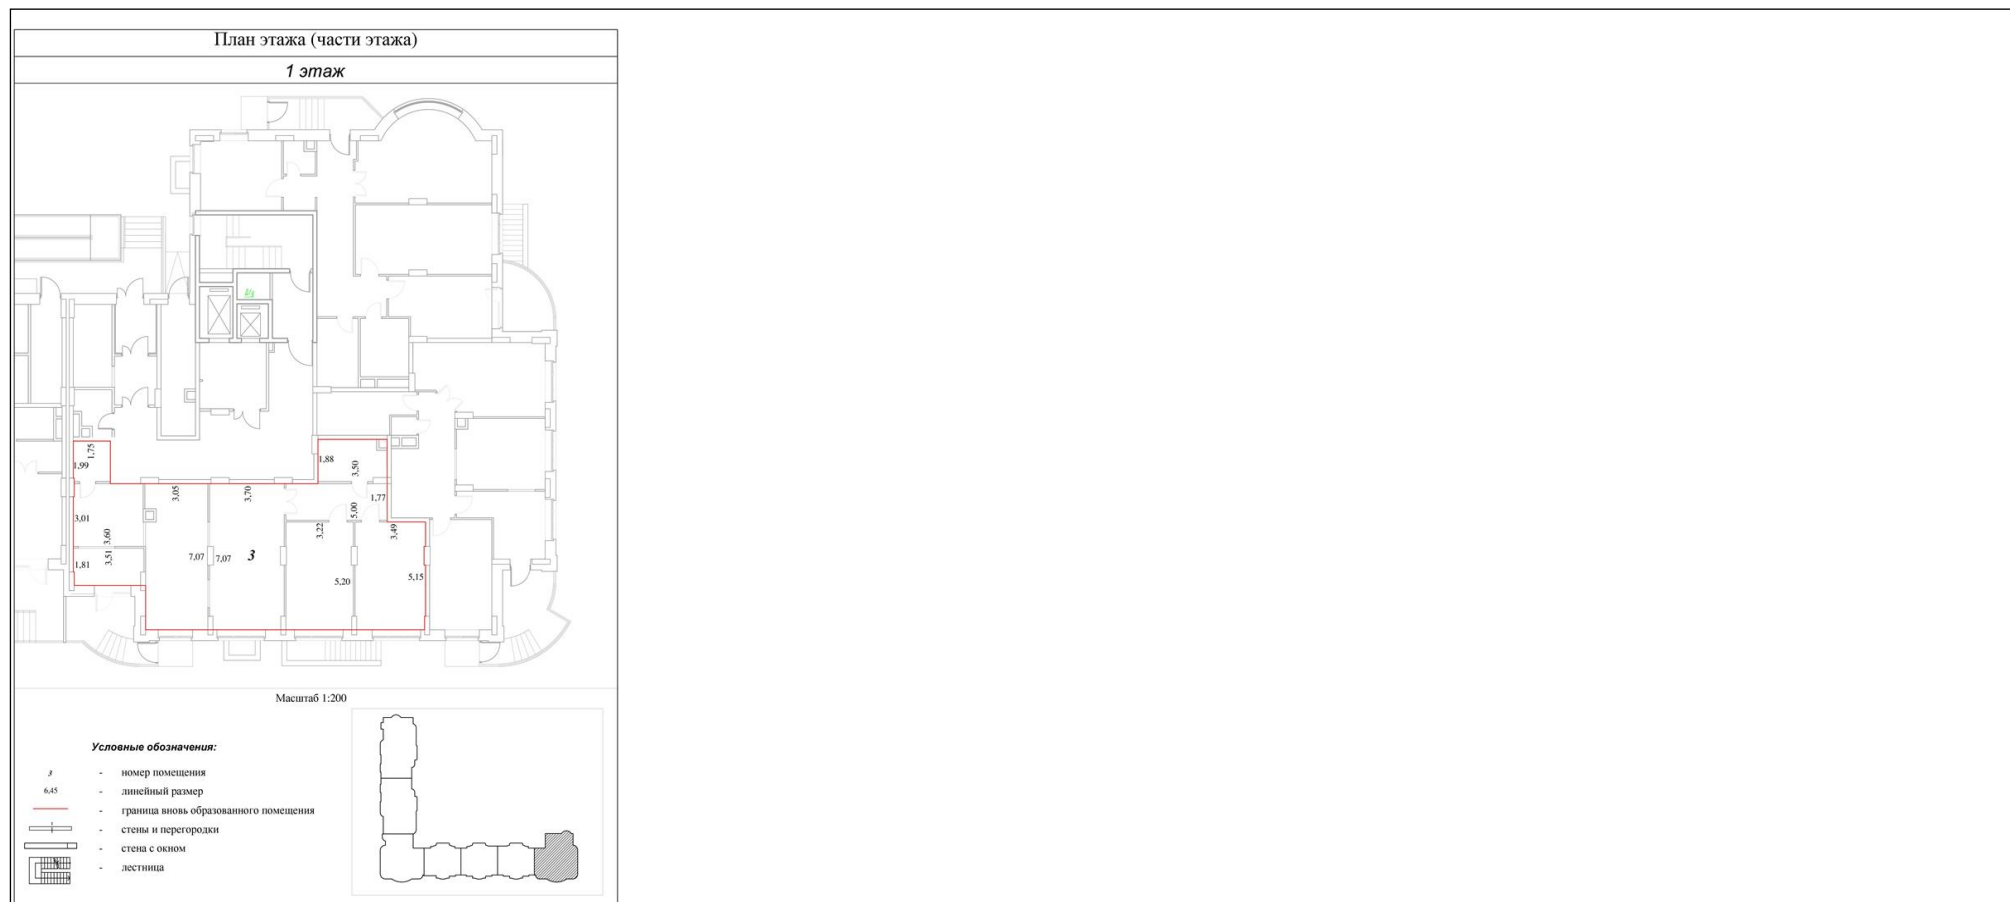 План этажа (части этажа)
1 этаж
1,75
1,99
1,88
3,50
3,05
3,70
1,77
5,00
3,01
3,60
3,22
3,49
3,51
7,07
7,07
3
1,81
5,20
5,15
Масштаб 1:200
Условные обозначения:
3 - номер помещения
6,45 - линейный размер
- граница вновь образованного помещения
- стены и перегородки
- стена с окном
- лестница